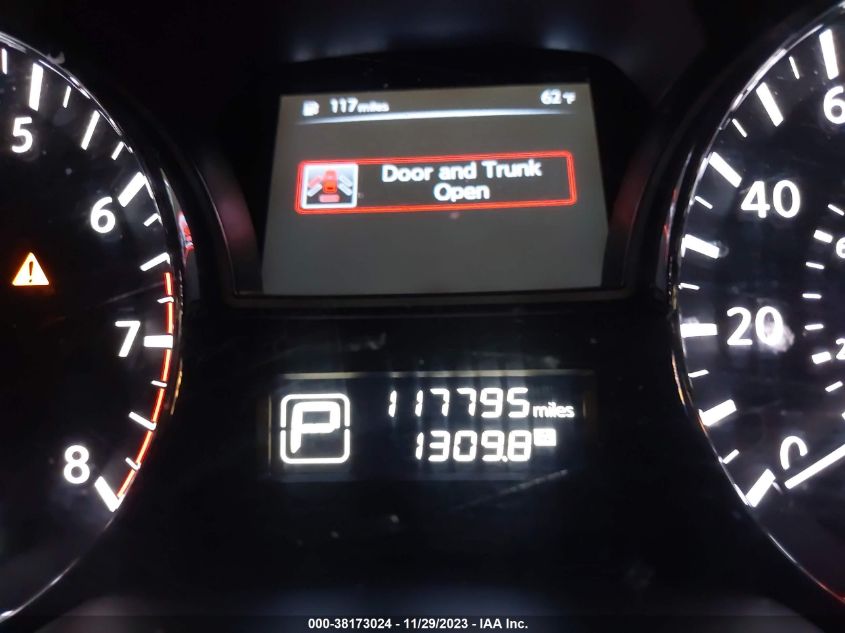 117 miles 62 °F
Door and Trunk
Open
5
6
7
8
40
20
P
117795 miles
1309.8
000-38173024 - 11/29/2023 - IAA Inc.